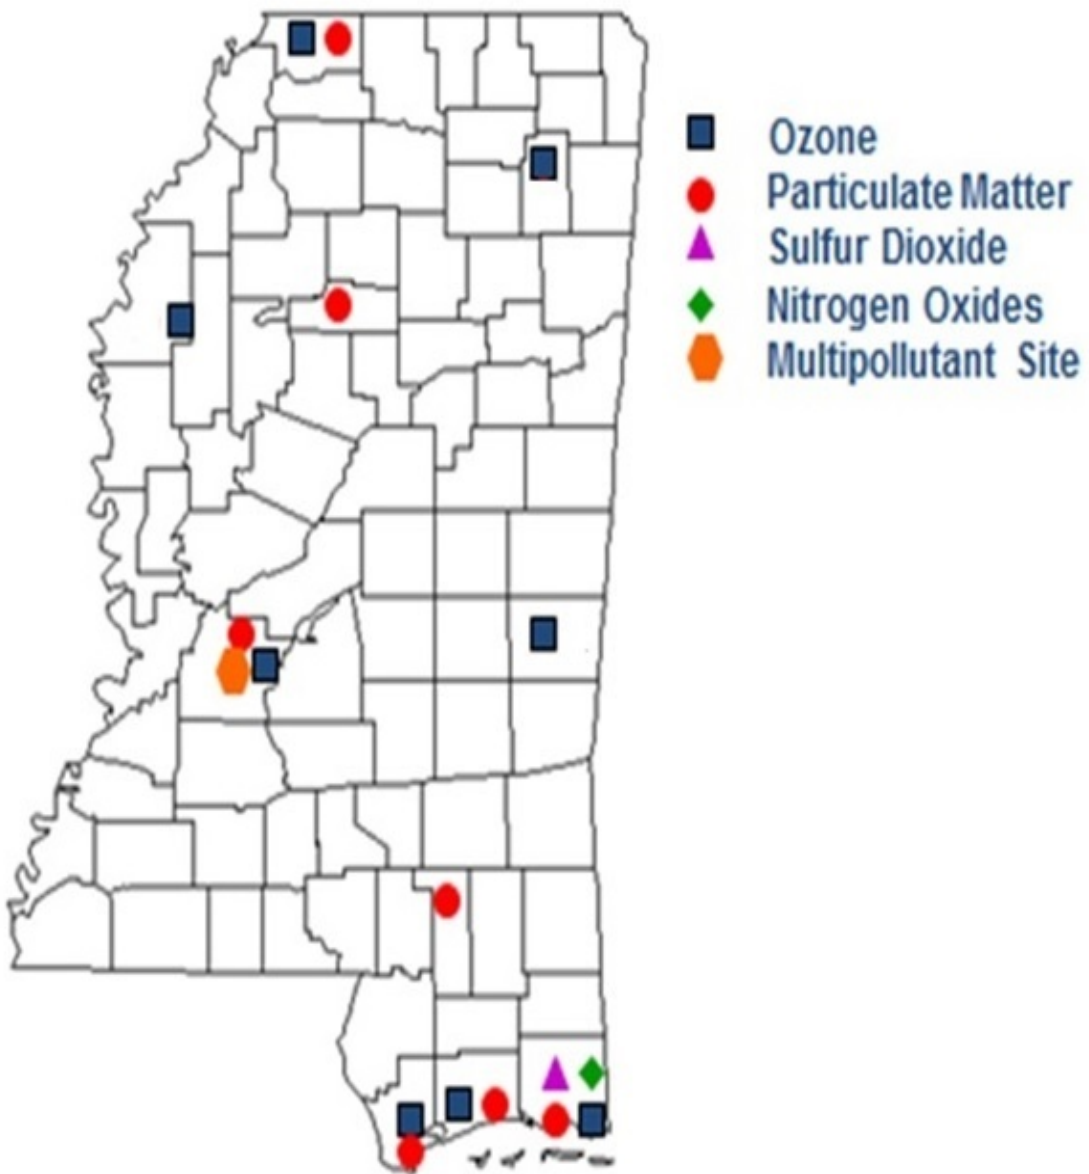 Ozone
Particulate Matter
Sulfur Dioxide
Nitrogen Oxides
Multipollutant Site